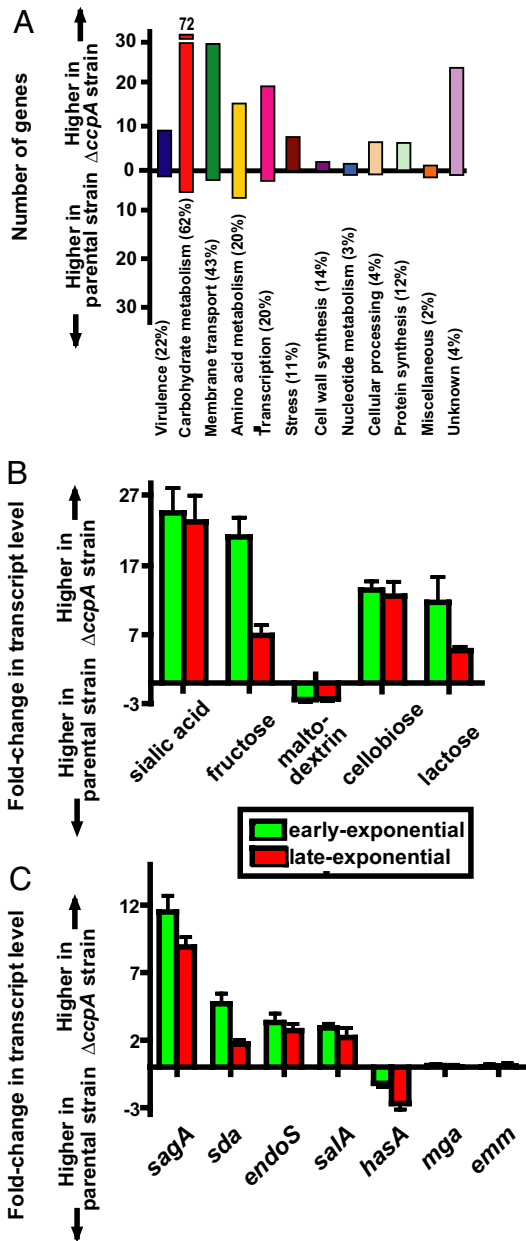 A
Number of genes
Higher in
parental strain
Higher in
ΔccpA strain
72
30
20
10
0
10
20
30
Virulence (22%)
Carbohydrate metabolism (62%)
Membrane transport (43%)
Amino acid metabolism (20%)
Transcription (20%)
Stress (11%)
Cell wall synthesis (14%)
Nucleotide metabolism (3%)
Cellular processing (4%)
Protein synthesis (12%)
Miscellaneous (2%)
Unknown (4%)
B
Fold-change in transcript level
Higher in
parental strain
Higher in
ΔccpA strain
27
17
7
-3
sialic acid
fructose
malto-
dextrin
cellobiose
lactose
early-exponential
late-exponential
C
Fold-change in transcript level
Higher in
parental strain
Higher in
ΔccpA strain
12
7
2
-3
sagA
sda
endoS
salA
hasA
mga
emm